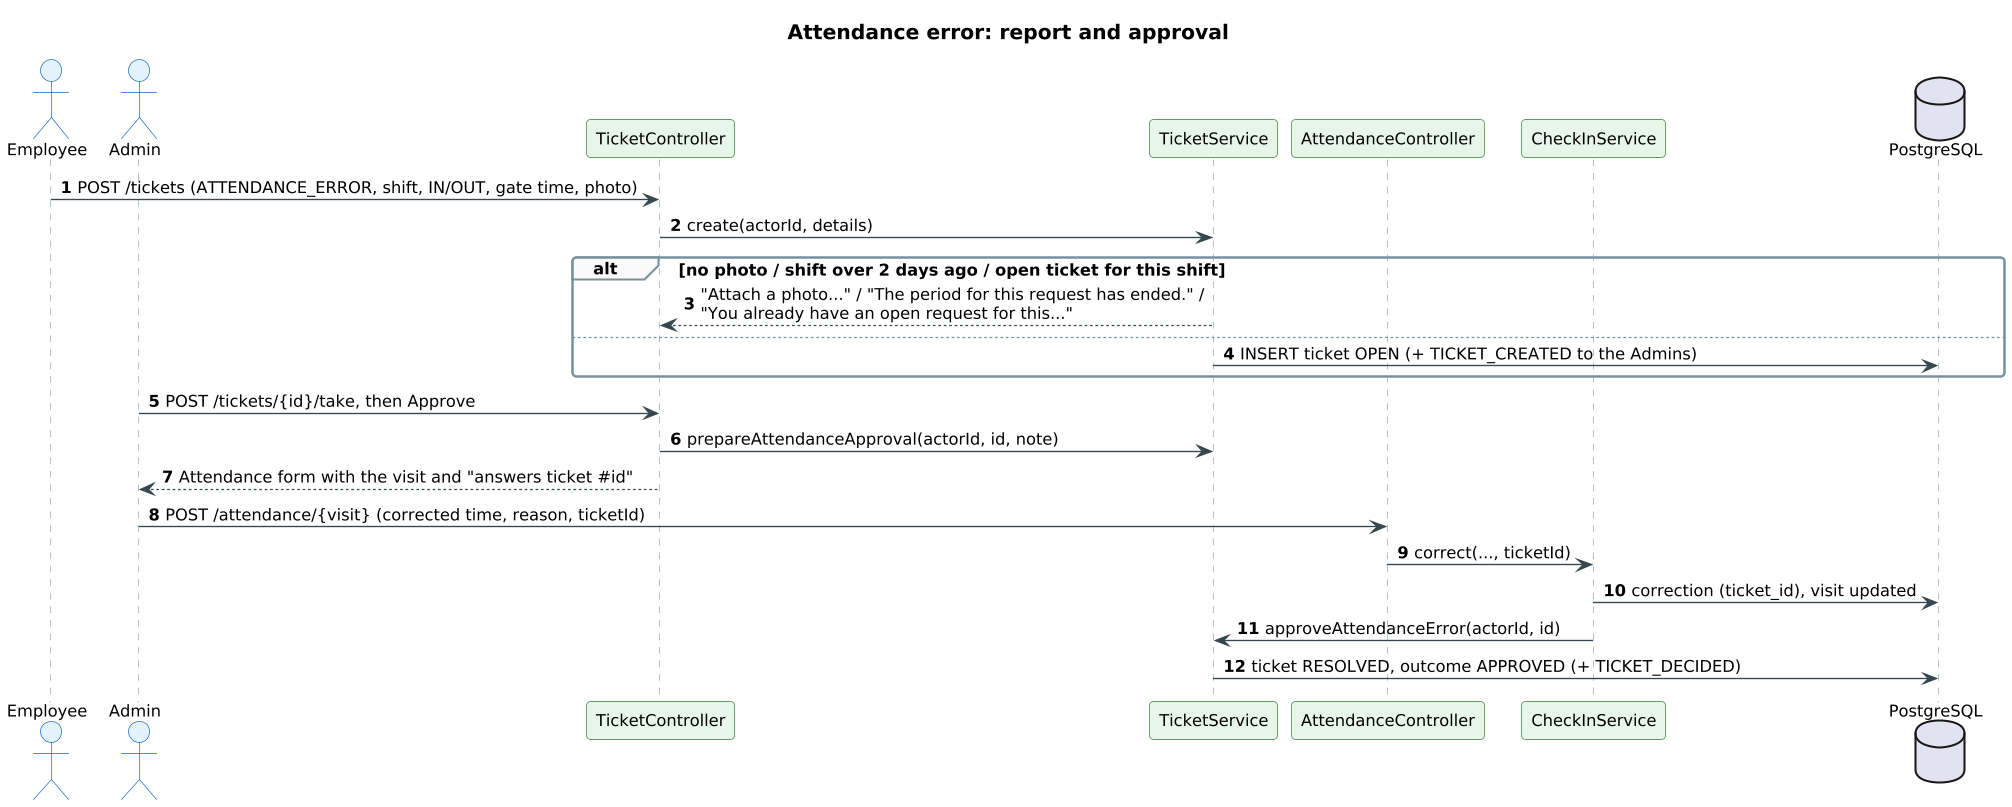 Attendance error: report and approval
Employee
Admin
TicketController
TicketService
AttendanceController
CheckInService
PostgreSQL
1 POST /tickets (ATTENDANCE_ERROR, shift, IN/OUT, gate time, photo)
2 create(actorId, details)
alt
[no photo / shift over 2 days ago / open ticket for this shift]
3 "Attach a photo..." / "The period for this request has ended." /
"You already have an open request for this..."
4 INSERT ticket OPEN (+ TICKET_CREATED to the Admins)
5 POST /tickets/{id}/take, then Approve
6 prepareAttendanceApproval(actorId, id, note)
7 Attendance form with the visit and "answers ticket #id"
8 POST /attendance/{visit} (corrected time, reason, ticketId)
9 correct(..., ticketId)
10 correction (ticket_id), visit updated
11 approveAttendanceError(actorId, id)
12 ticket RESOLVED, outcome APPROVED (+ TICKET_DECIDED)
Employee
Admin
TicketController
TicketService
AttendanceController
CheckInService
PostgreSQL